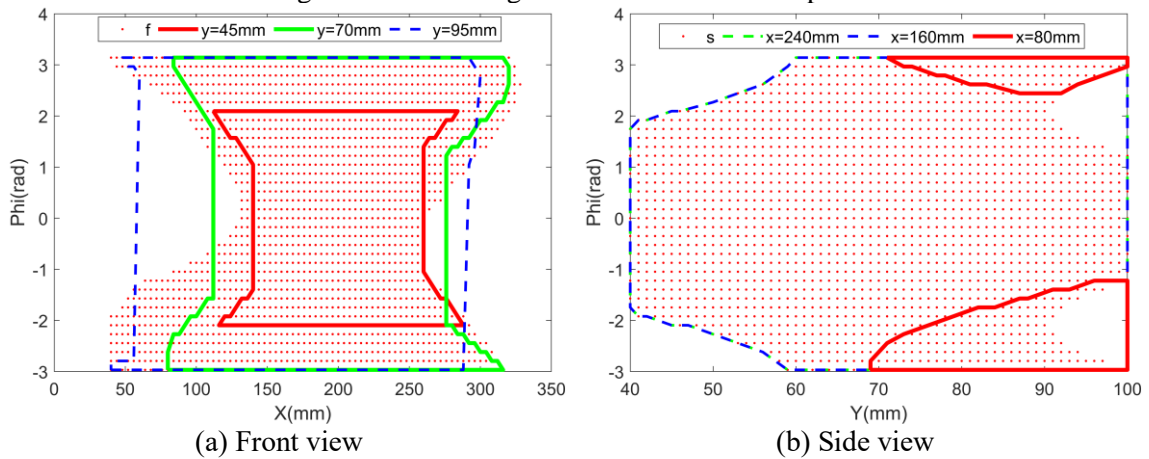 f y=45mm y=70mm y=95mm
3
2
1
0
-1
-2
-3
Phi(rad)
0 50 100 150 200 250 300 350
X(mm)
(a) Front view
s x=240mm x=160mm x=80mm
4
3
2
1
0
-1
-2
-3
Phi(rad)
40 50 60 70 80 90 100
Y(mm)
(b) Side view